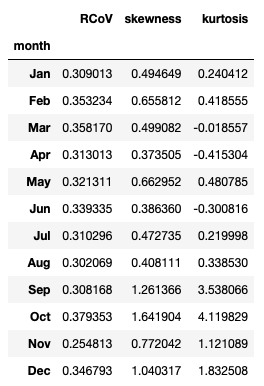 RCoV skewness kurtosis
month
Jan 0.309013 0.494649 0.240412
Feb 0.353234 0.655812 0.418555
Mar 0.358170 0.499082 -0.018557
Apr 0.313013 0.373505 -0.415304
May 0.321311 0.662952 0.480785
Jun 0.339335 0.386360 -0.300816
Jul 0.310296 0.472735 0.219998
Aug 0.302069 0.408111 0.338530
Sep 0.308168 1.261366 3.538066
Oct 0.379353 1.641904 4.119829
Nov 0.254813 0.772042 1.121089
Dec 0.346793 1.040317 1.832508